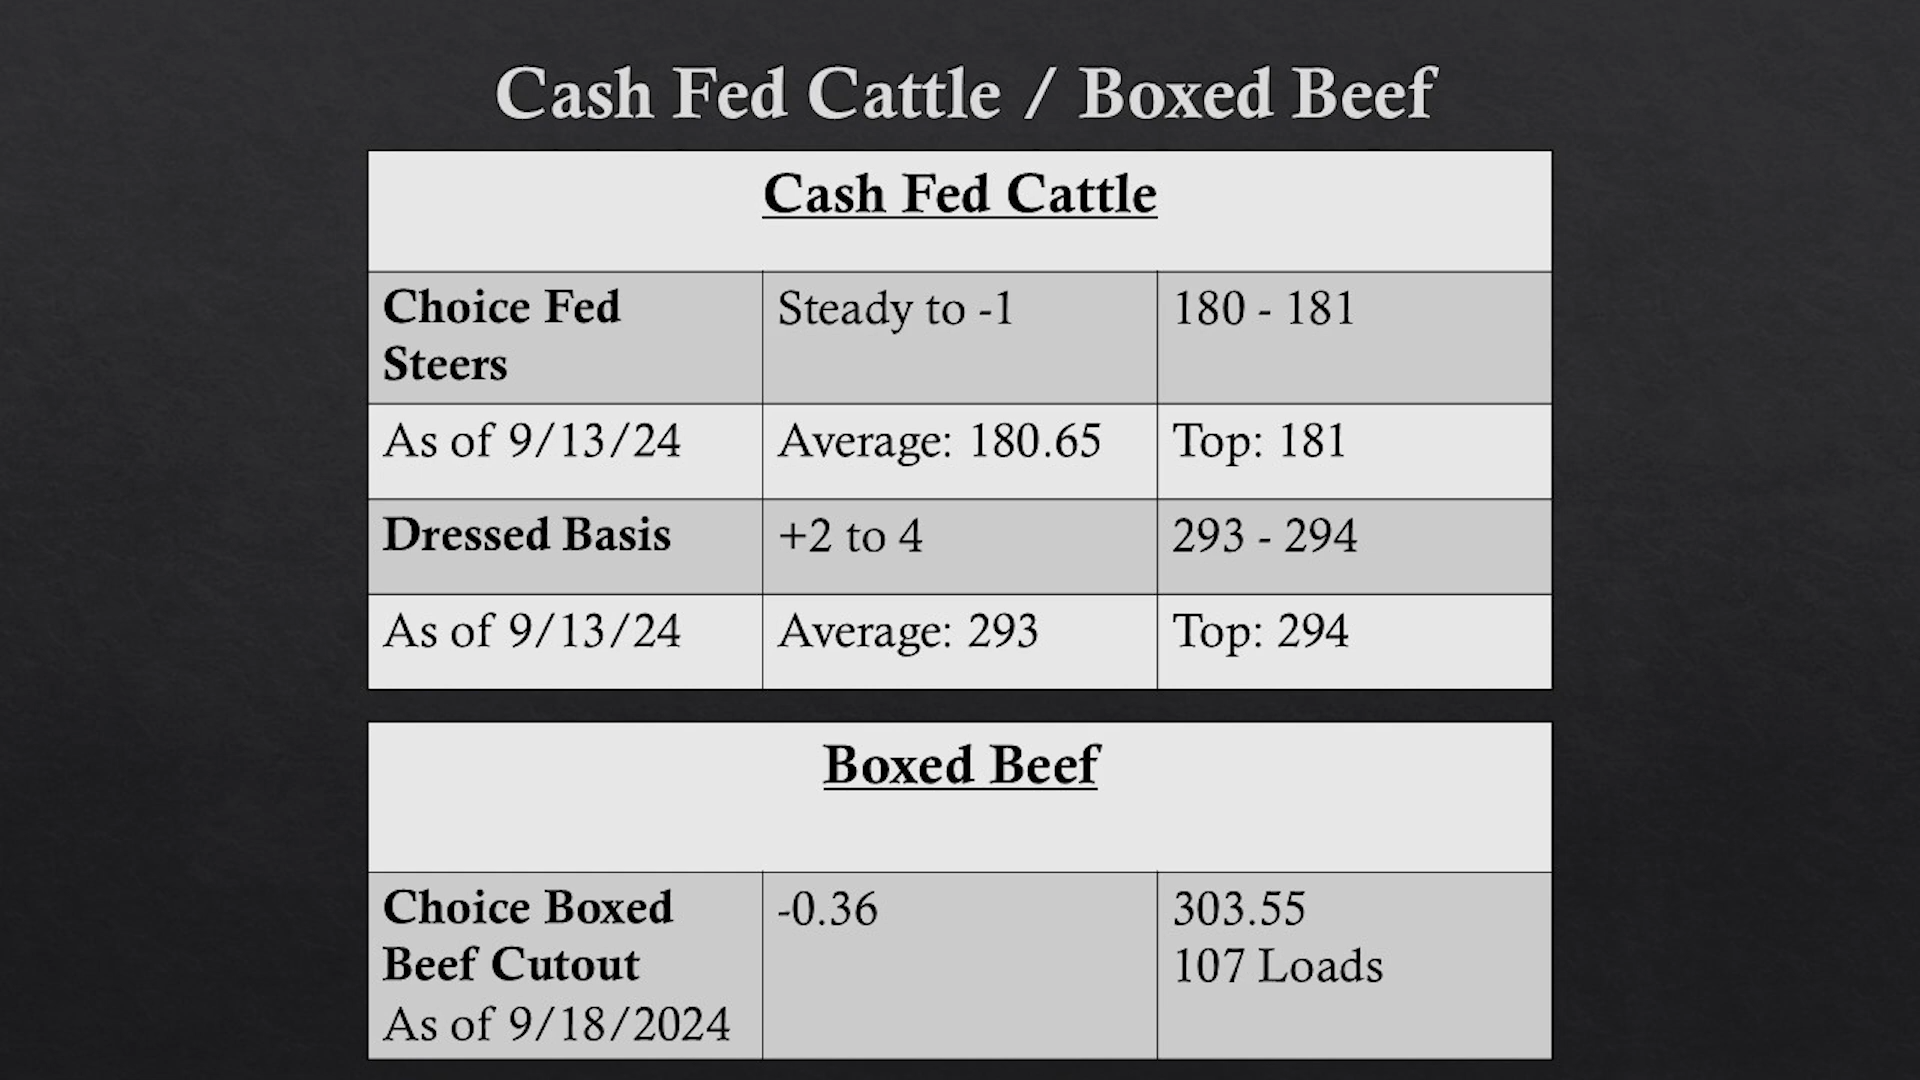 Cash Fed Cattle / Boxed Beef
Cash Fed Cattle
Choice Fed
Steers
Steady to -1
180 - 181
As of 9/13/24
Average: 180.65
Top: 181
Dressed Basis
+2 to 4
293 - 294
As of 9/13/24
Average: 293
Top: 294
Boxed Beef
Choice Boxed
Beef Cutout
As of 9/18/2024
-0.36
303.55
107 Loads